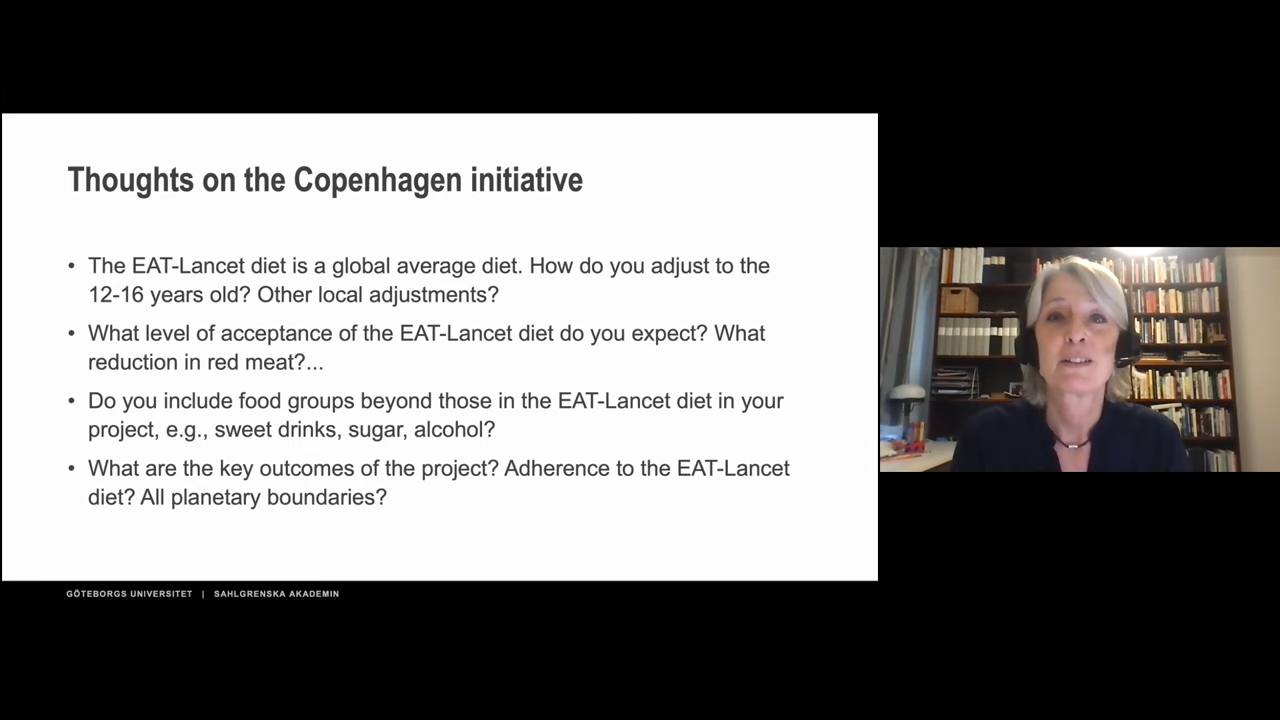 Thoughts on the Copenhagen initiative
• The EAT-Lancet diet is a global average diet. How do you adjust to the
12-16 years old? Other local adjustments?
• What level of acceptance of the EAT-Lancet diet do you expect? What
reduction in red meat?...
• Do you include food groups beyond those in the EAT-Lancet diet in your
project, e.g., sweet drinks, sugar, alcohol?
• What are the key outcomes of the project? Adherence to the EAT-Lancet
diet? All planetary boundaries?
GÖTEBORGS UNIVERSITET | SAHLGRENSKA AKADEMIN